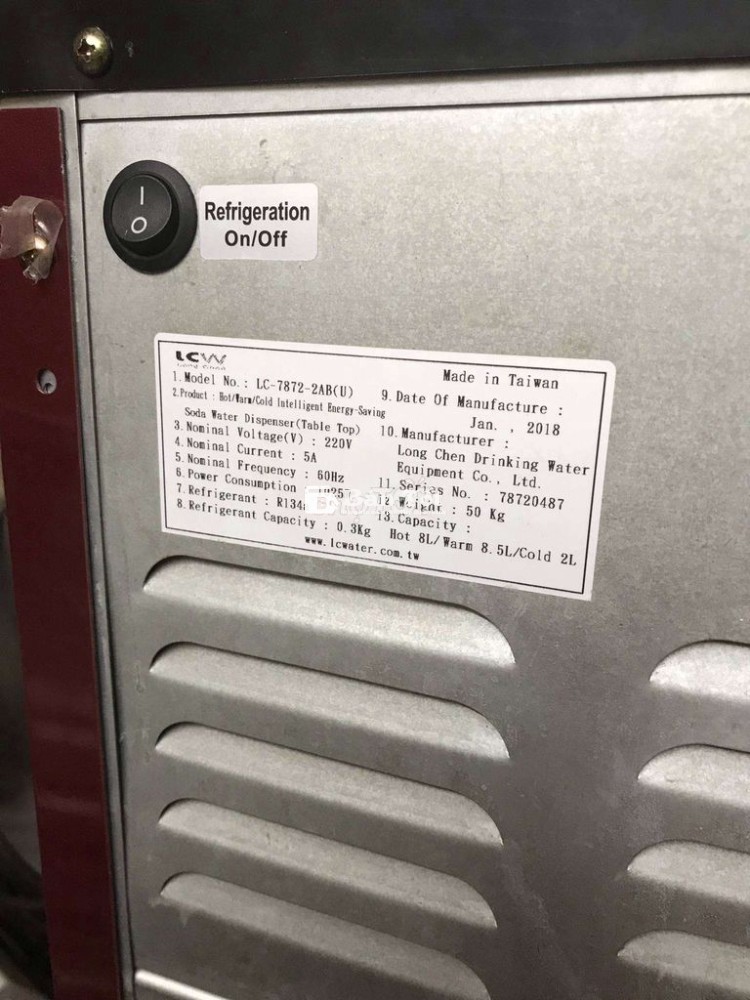 I
O
Refrigeration
On/Off
LCW
Long Chen
Made in Taiwan
1. Model No. : LC-7872-2AB(U)
2. Product : Hot/Warm/Cold Intelligent Energy-Saving
Soda Water Dispenser(Table Top)
3. Nominal Voltage(V) : 220V
4. Nominal Current : 5A
5. Nominal Frequency : 60Hz
6. Power Consumption
7. Refrigerant : R134a
8. Refrigerant Capacity : 0.3Kg
9. Date Of Manufacture :
Jan. , 2018
10. Manufacturer :
Long Chen Drinking Water
Equipment Co., Ltd.
11. Series No. : 78720487
12. Weight : 50 Kg
13. Capacity :
Hot 8L/Warm 8.5L/Cold 2L
www.lcwater.com.tw